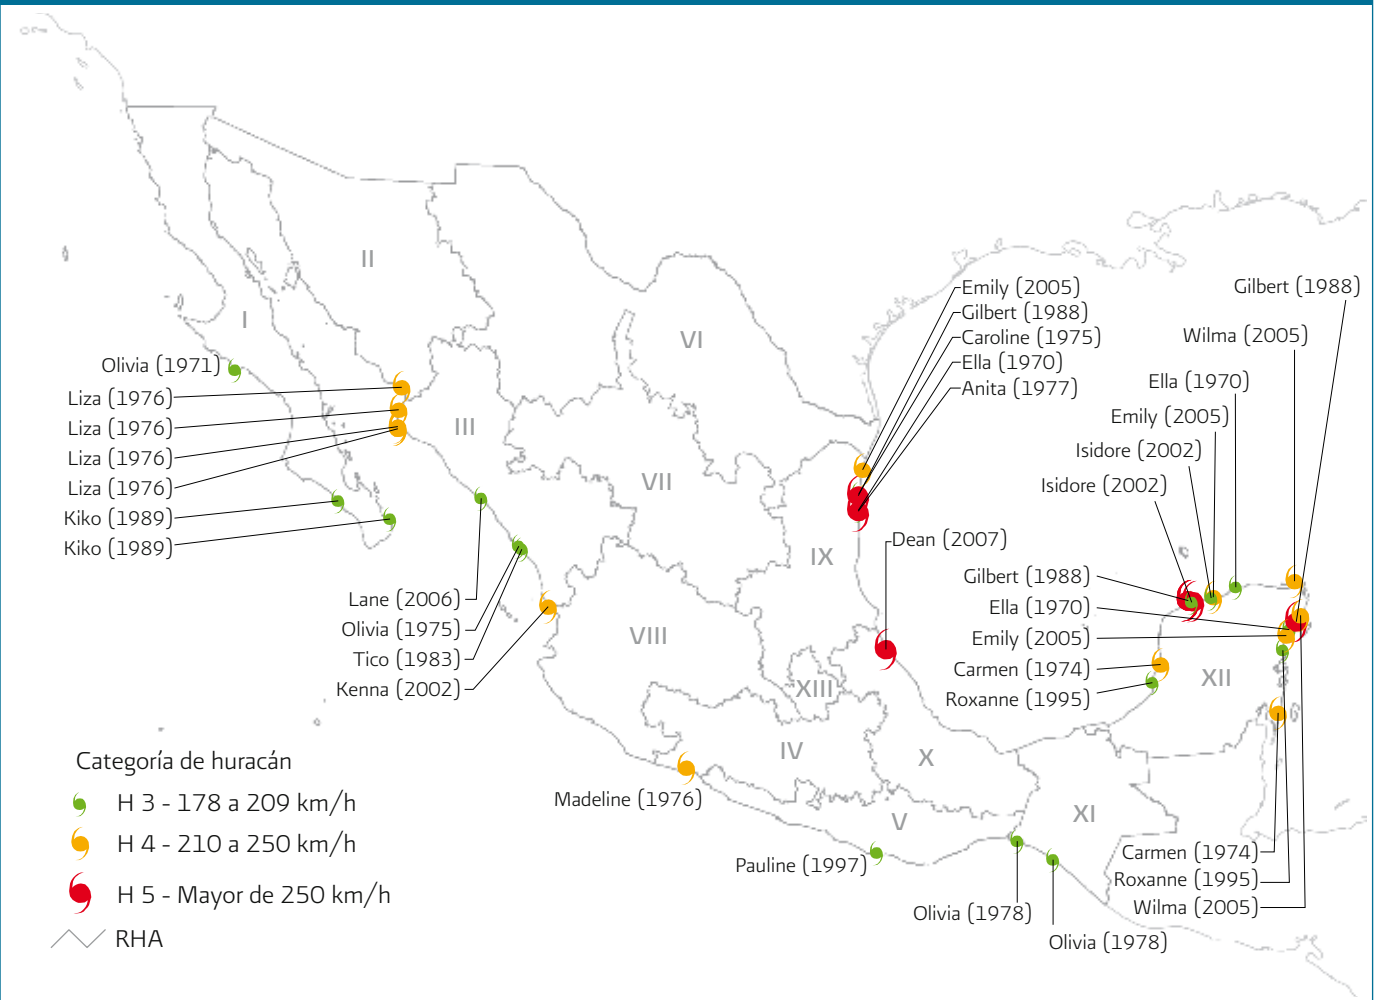 II
I
VI
III
VII
IX
VIII
XIII
XII
IV
X
V
XI
Olivia (1971)
Liza (1976)
Liza (1976)
Liza (1976)
Liza (1976)
Kiko (1989)
Kiko (1989)
Lane (2006)
Olivia (1975)
Tico (1983)
Kenna (2002)
Emily (2005)
Gilbert (1988)
Caroline (1975)
Ella (1970)
Anita (1977)
Dean (2007)
Gilbert (1988)
Wilma (2005)
Ella (1970)
Emily (2005)
Isidore (2002)
Isidore (2002)
Gilbert (1988)
Ella (1970)
Emily (2005)
Carmen (1974)
Roxanne (1995)
Madeline (1976)
Pauline (1997)
Olivia (1978)
Olivia (1978)
Carmen (1974)
Roxanne (1995)
Wilma (2005)
Categoría de huracán
H 3 - 178 a 209 km/h
H 4 - 210 a 250 km/h
H 5 - Mayor de 250 km/h
RHA